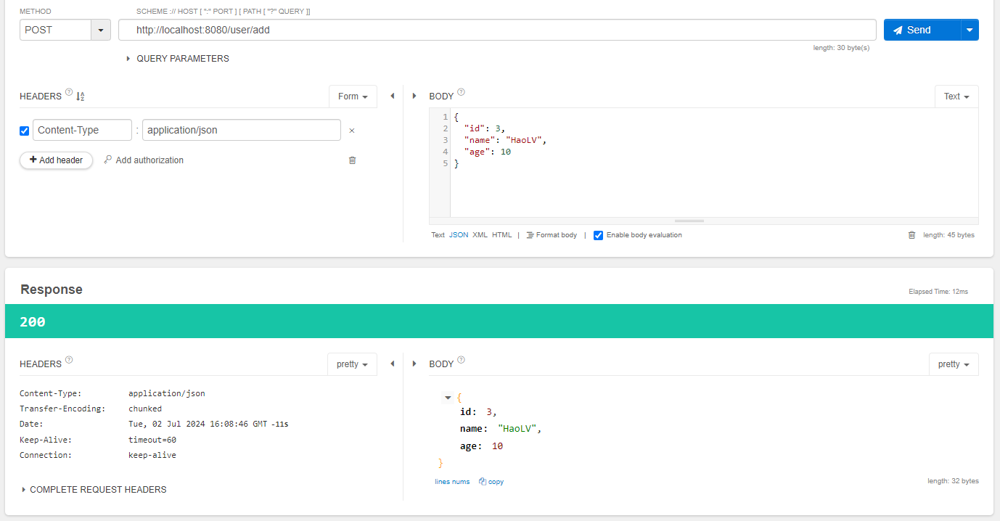 METHOD
SCHEME :// HOST [ ":" PORT ] [ PATH [ "?" QUERY ]]
POST
http://localhost:8080/user/add
Send
length: 30 byte(s)
QUERY PARAMETERS
HEADERS ?
Form
BODY ?
Text
Content-Type : application/json ×
+ Add header
Add authorization
1 {
2 "id": 3,
3 "name": "HaoLV",
4 "age": 10
5 }
Text JSON XML HTML | Format body | Enable body evaluation
length: 45 bytes
Response
Elapsed Time: 12ms
200
HEADERS ?
pretty
BODY ?
pretty
Content-Type: application/json
Transfer-Encoding: chunked
Date: Tue, 02 Jul 2024 16:08:46 GMT -11s
Keep-Alive: timeout=60
Connection: keep-alive
COMPLETE REQUEST HEADERS
{
id: 3,
name: "HaoLV",
age: 10
}
lines nums copy
length: 32 bytes